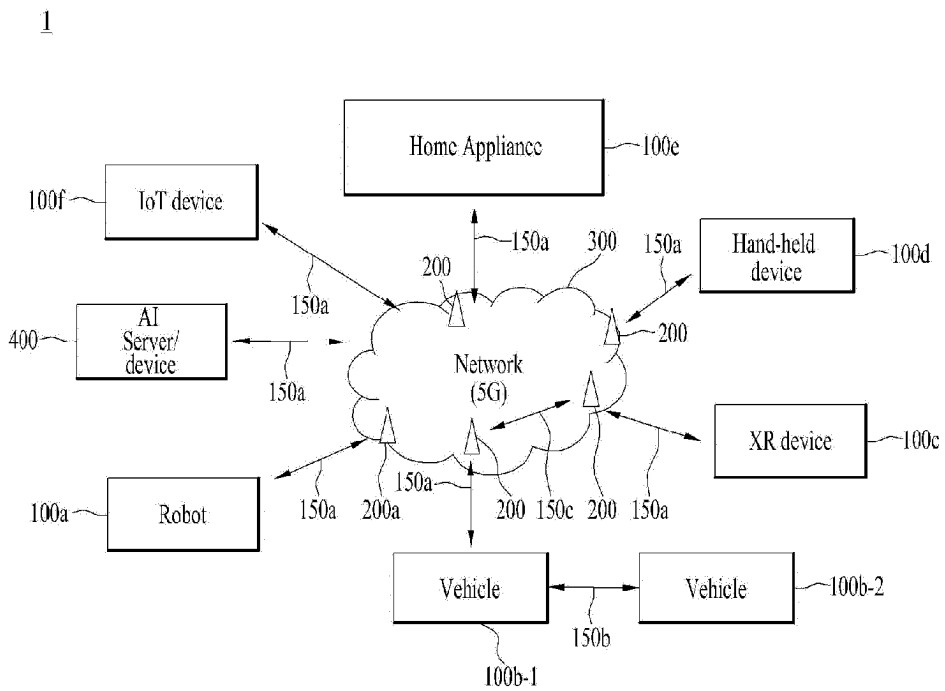 1
Home Appliance
100e
100f
IoT device
150a
300
150a
Hand-held
device
100d
200
150a
200
400
AI
Server/
device
150a
Network
(5G)
XR device
100c
100a
Robot
150a
200a
150a
200
150c
200
150a
Vehicle
Vehicle
100b-2
150b
100b-1